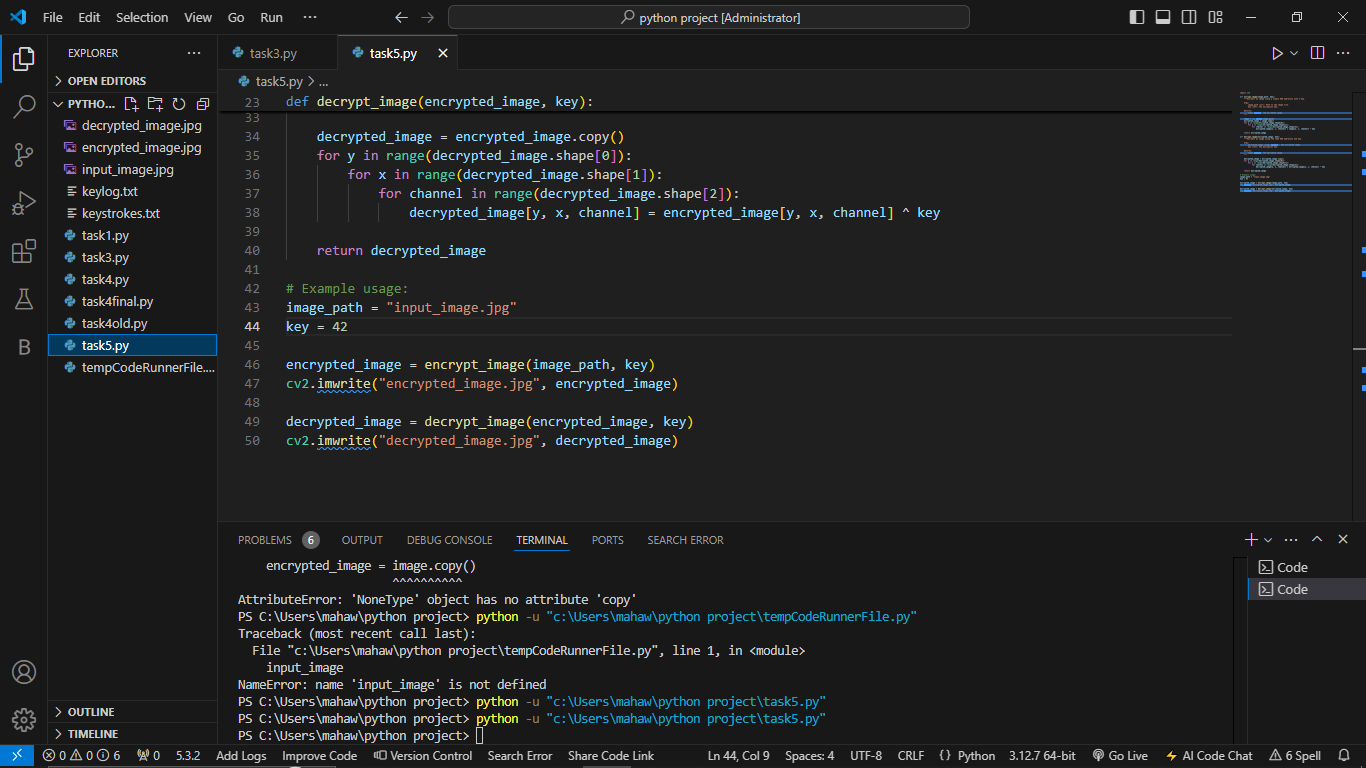 File Edit Selection View Go Run ··· python project [Administrator]
EXPLORER ···
OPEN EDITORS
PYTHO...
decrypted_image.jpg
encrypted_image.jpg
input_image.jpg
keylog.txt
keystrokes.txt
task1.py
task3.py
task4.py
task4final.py
task4old.py
task5.py
tempCodeRunnerFile....
OUTLINE
TIMELINE
B
task3.py task5.py
task5.py > ...
23 def decrypt_image(encrypted_image, key):
33
34 decrypted_image = encrypted_image.copy()
35 for y in range(decrypted_image.shape[0]):
36 for x in range(decrypted_image.shape[1]):
37 for channel in range(decrypted_image.shape[2]):
38 decrypted_image[y, x, channel] = encrypted_image[y, x, channel] ^ key
39
40 return decrypted_image
41
42 # Example usage:
43 image_path = "input_image.jpg"
44 key = 42
45
46 encrypted_image = encrypt_image(image_path, key)
47 cv2.imwrite("encrypted_image.jpg", encrypted_image)
48
49 decrypted_image = decrypt_image(encrypted_image, key)
50 cv2.imwrite("decrypted_image.jpg", decrypted_image)
PROBLEMS 6 OUTPUT DEBUG CONSOLE TERMINAL PORTS SEARCH ERROR
encrypted_image = image.copy()
^^^^^^^^^^
AttributeError: 'NoneType' object has no attribute 'copy'
PS C:\Users\mahaw\python project> python -u "c:\Users\mahaw\python project\tempCodeRunnerFile.py"
Traceback (most recent call last):
File "c:\Users\mahaw\python project\tempCodeRunnerFile.py", line 1, in <module>
input_image
NameError: name 'input_image' is not defined
PS C:\Users\mahaw\python project> python -u "c:\Users\mahaw\python project\task5.py"
PS C:\Users\mahaw\python project> python -u "c:\Users\mahaw\python project\task5.py"
PS C:\Users\mahaw\python project>
Code
Code
0 0 6 0 5.3.2 Add Logs Improve Code Version Control Search Error Share Code Link Ln 44, Col 9 Spaces: 4 UTF-8 CRLF {} Python 3.12.7 64-bit Go Live AI Code Chat 6 Spell